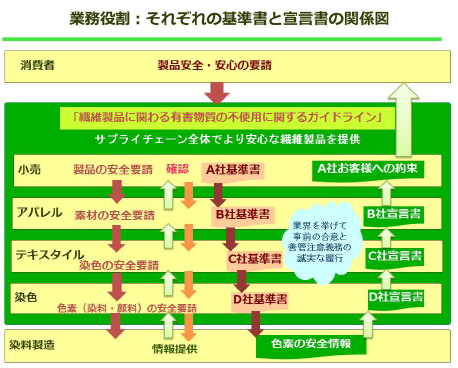 業務役割：それぞれの基準書と宣言書の関係図
消費者 製品安全・安心の要請
「繊維製品に関わる有害物質の不使用に関するガイドライン」
サプライチェーン全体でより安心な繊維製品を提供
小売 製品の安全要請 確認 A社基準書 A社お客様への約束
アパレル 素材の安全要請 B社基準書 B社宣言書
業界を挙げて
事前の合意と
善管注意義務の
誠実な履行
テキスタイル 染色の安全要請 C社基準書 C社宣言書
染色 色素（染料・顔料）の安全要請 D社基準書 D社宣言書
染料製造 情報提供 色素の安全情報